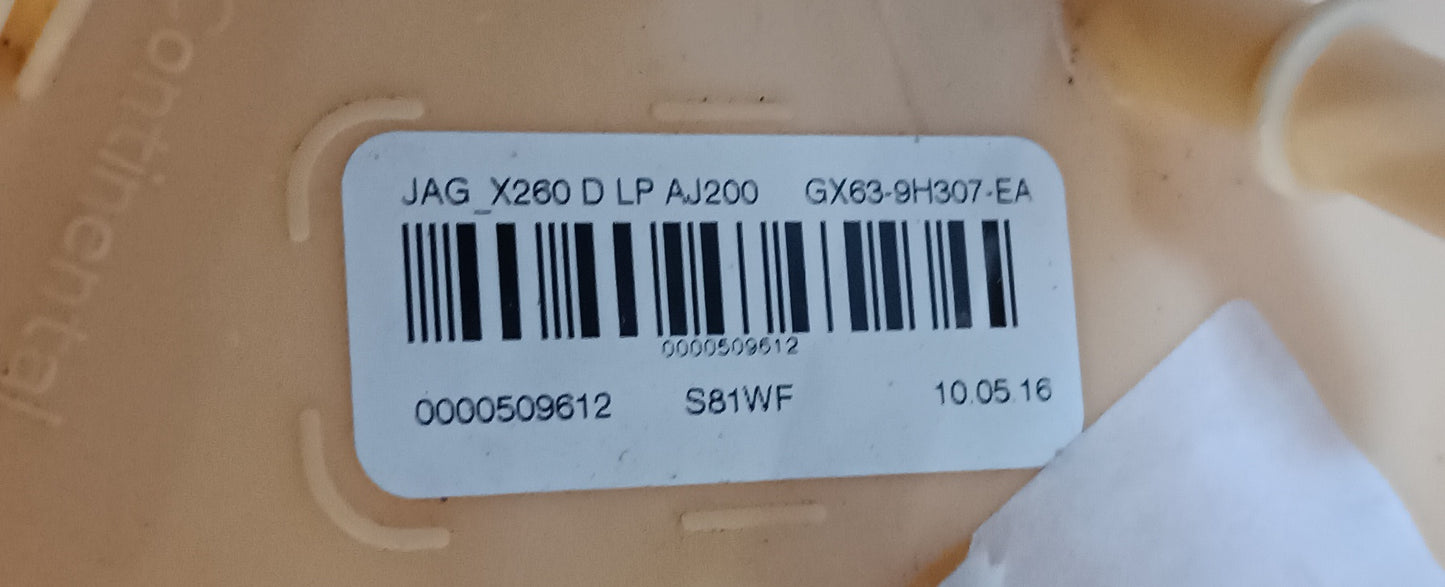 Continental
JAG_X260 D LP AJ200 GX63-9H307-EA
0000509612
0000509612 S81WF 10.05.16